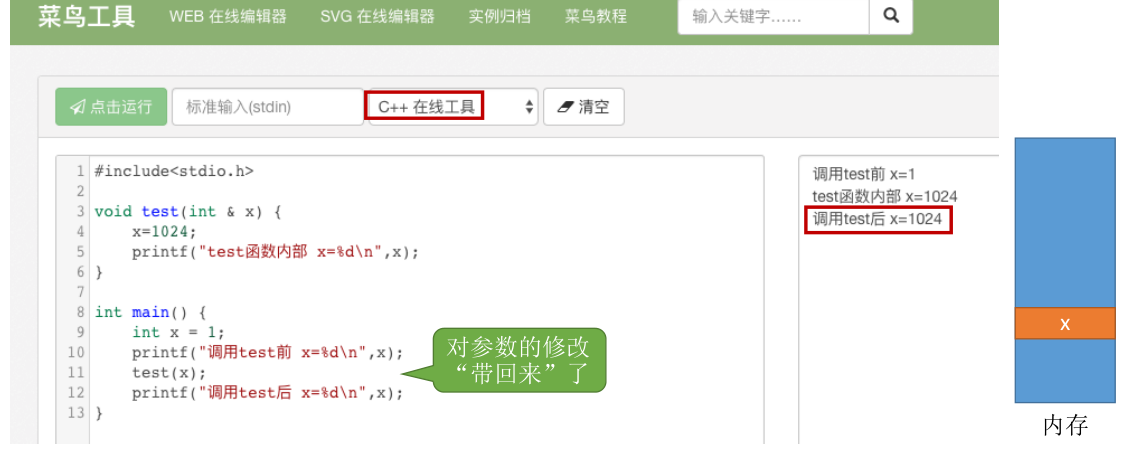 菜鸟工具 WEB 在线编辑器 SVG 在线编辑器 实例归档 菜鸟教程 输入关键字......
点击运行 标准输入(stdin) C++ 在线工具 清空
1 #include<stdio.h>
2
3 void test(int & x) {
4     x=1024;
5     printf("test函数内部 x=%d\n",x);
6 }
7
8 int main() {
9     int x = 1;
10     printf("调用test前 x=%d\n",x);
11     test(x);
12     printf("调用test后 x=%d\n",x);
13 }
对参数的修改
“带回来”了
调用test前 x=1
test函数内部 x=1024
调用test后 x=1024
x
内存